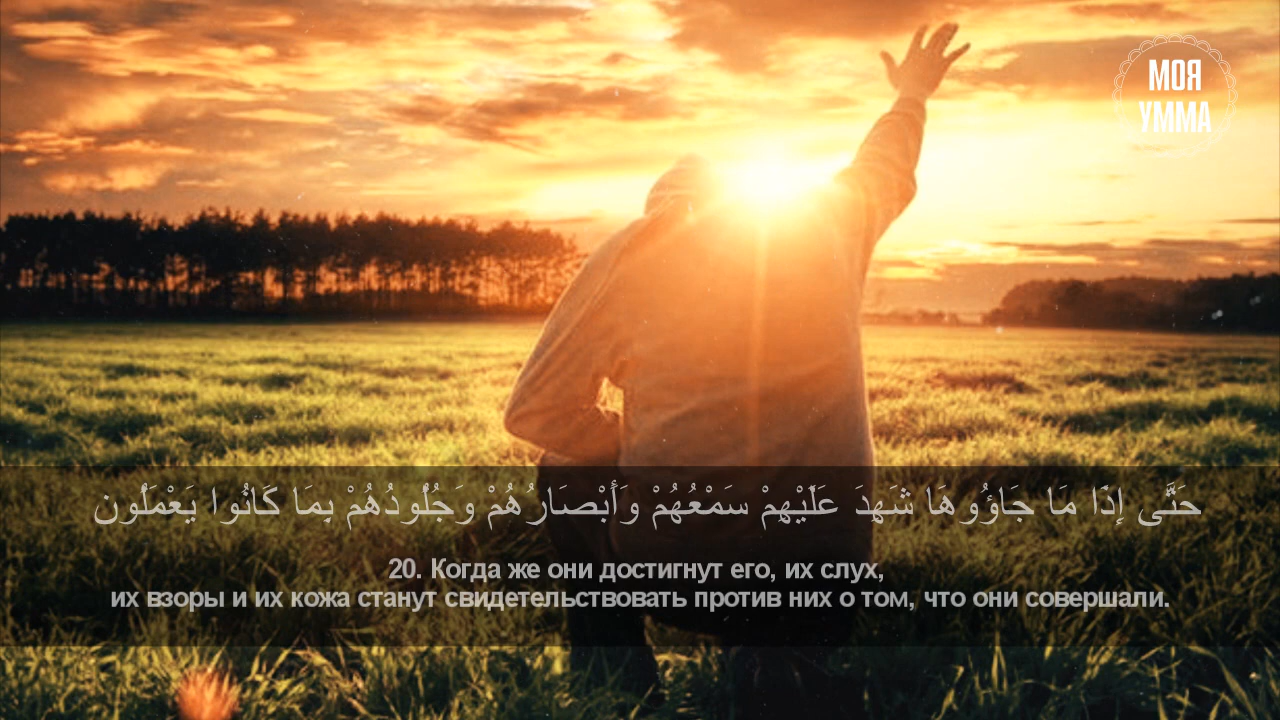 МОЯ
УММА
حَتَّى إِذَا مَا جَاؤُوهَا شَهِدَ عَلَيْهِمْ سَمْعُهُمْ وَأَبْصَارُهُمْ وَجُلُودُهُمْ بِمَا كَانُوا يَعْمَلُون
20. Когда же они достигнут его, их слух,
их взоры и их кожа станут свидетельствовать против них о том, что они совершали.